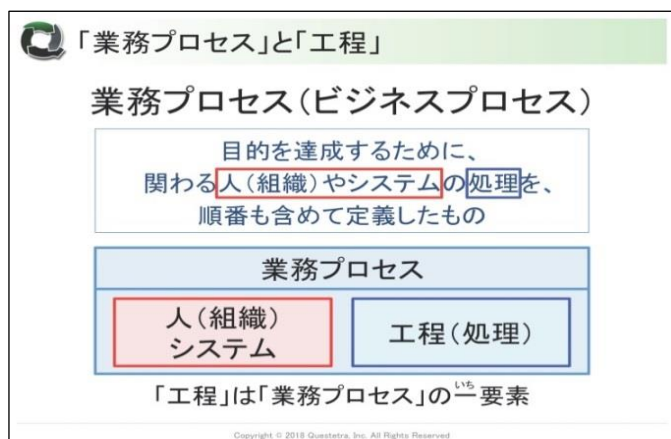 「業務プロセス」と「工程」
業務プロセス(ビジネスプロセス)
目的を達成するために、
関わる人(組織)やシステムの処理を、
順番も含めて定義したもの
業務プロセス
人(組織)
システム
工程(処理)
いち
「工程」は「業務プロセス」の一要素
Copyright © 2018 Questetra, Inc. All Rights Reserved